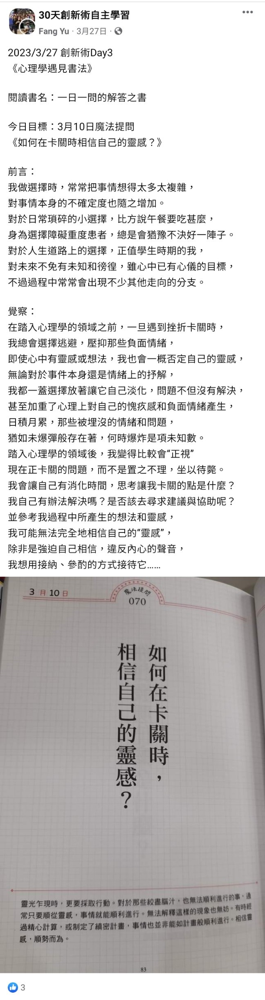 30天創新術自主學習
Fang Yu · 3月27日 ·
2023/3/27 創新術Day3
《心理學遇見書法》
閱讀書名：一日一問的解答之書
今日目標：3月10日魔法提問
《如何在卡關時相信自己的靈感？》
前言：
我做選擇時，常常把事情想得太多太複雜，
對事情本身的不確定度也隨之增加。
對於日常瑣碎的小選擇，比方說午餐要吃甚麼，
身為選擇障礙重度患者，總是會猶豫不決好一陣子。
對於人生道路上的選擇，正值學生時期的我，
對未來不免有未知和徬徨，雖心中已有心儀的目標，
不過過程中常常會出現不少其他走向的分支。
覺察：
在踏入心理學的領域之前，一旦遇到挫折卡關時，
我總會選擇逃避，壓抑那些負面情緒，
即使心中有靈感或想法，我也會一概否定自己的靈感，
無論對於事件本身還是情緒上的抒解，
我都一蓋選擇放著讓它自己淡化，問題不但沒有解決，
甚至加重了心理上對自己的愧疚感和負面情緒產生，
日積月累，那些被埋沒的情緒和問題，
猶如未爆彈般存在著，何時爆炸是項未知數。
踏入心理學的領域後，我變得比較會“正視”
現在正卡關的問題，而不是置之不理，坐以待斃。
我會讓自己有消化時間，思考讓我卡關的點是什麼？
我自己有辦法解決嗎？是否該去尋求建議與協助呢？
並參考我過程中所產生的想法和靈感，
我可能無法完全地相信自己的“靈感”，
除非是強迫自己相信，違反內心的聲音，
我想用接納、參酌的方式接待它......
3 月 10 日
魔法提問
070
如何在卡關時，
相信自己的靈感？
靈光乍現時，更要採取行動。對於那些絞盡腦汁，也無法順利進行的事，通
常只要順從靈感，事情就能順利進行。無法解釋這樣的現象也無妨。有時經
過精心計算，或制定了縝密計畫，事情也並非能如計畫般順利進行。相信靈
感，順勢而為。
83
3